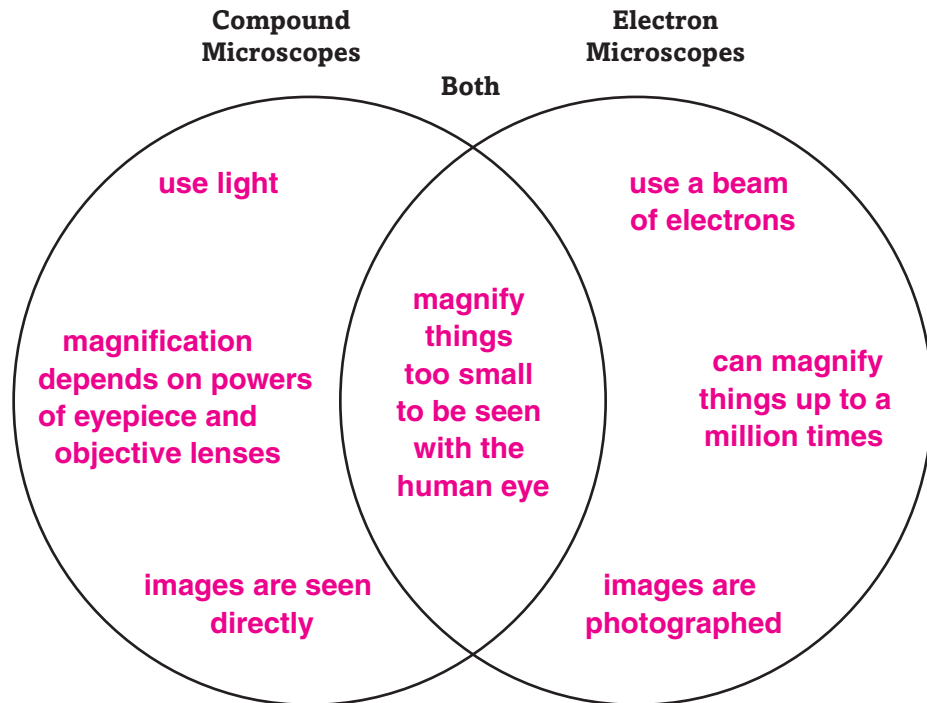 Compound
Microscopes
Electron
Microscopes
Both
use light
magnification
depends on powers
of eyepiece and
objective lenses
images are seen
directly
magnify
things
too small
to be seen
with the
human eye
use a beam
of electrons
can magnify
things up to a
million times
images are
photographed